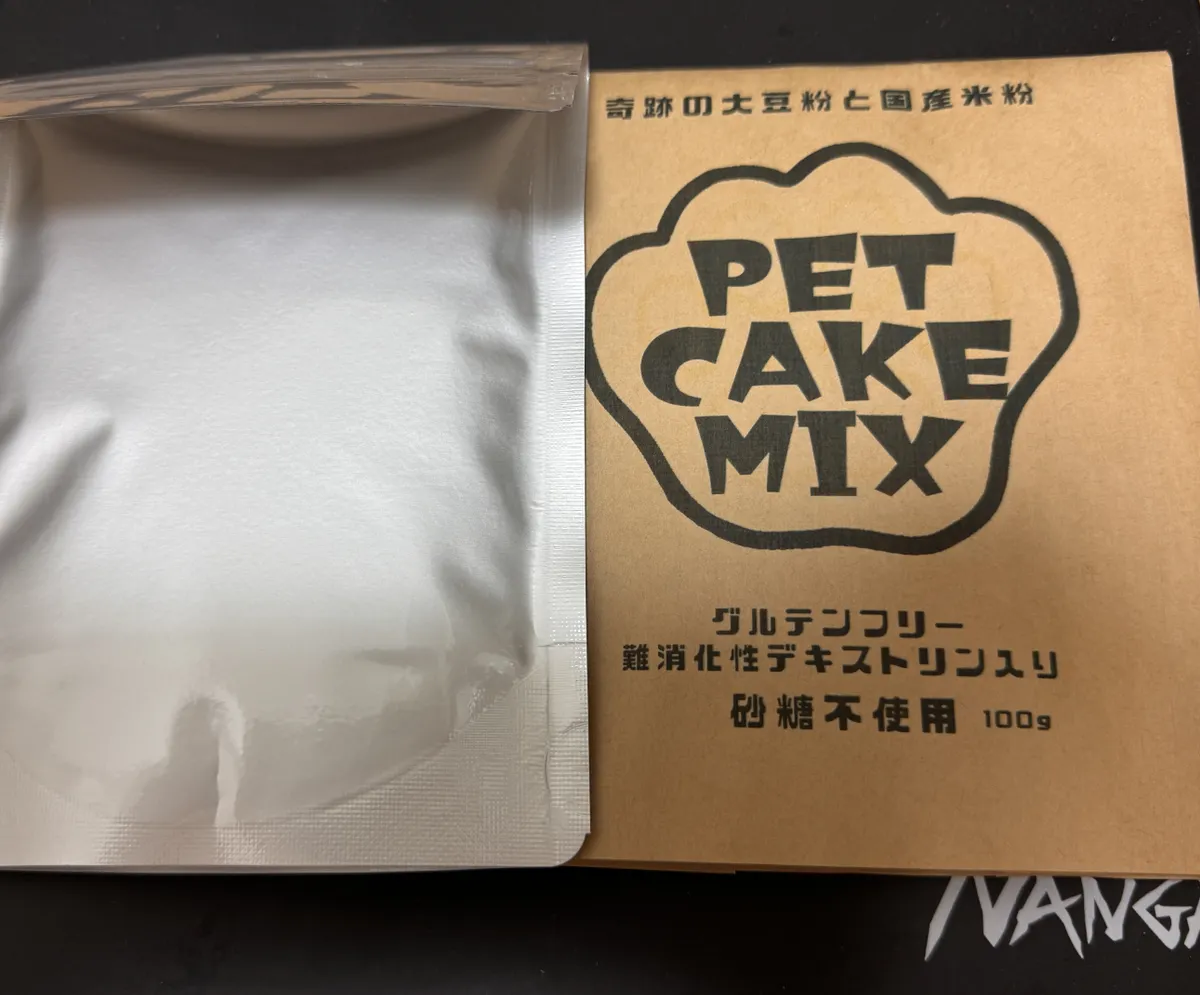 奇跡の大豆粉と国産米粉
PET
CAKE
MIX
グルテンフリー
難消化性デキストリン入り
砂糖不使用 100g
NANGA